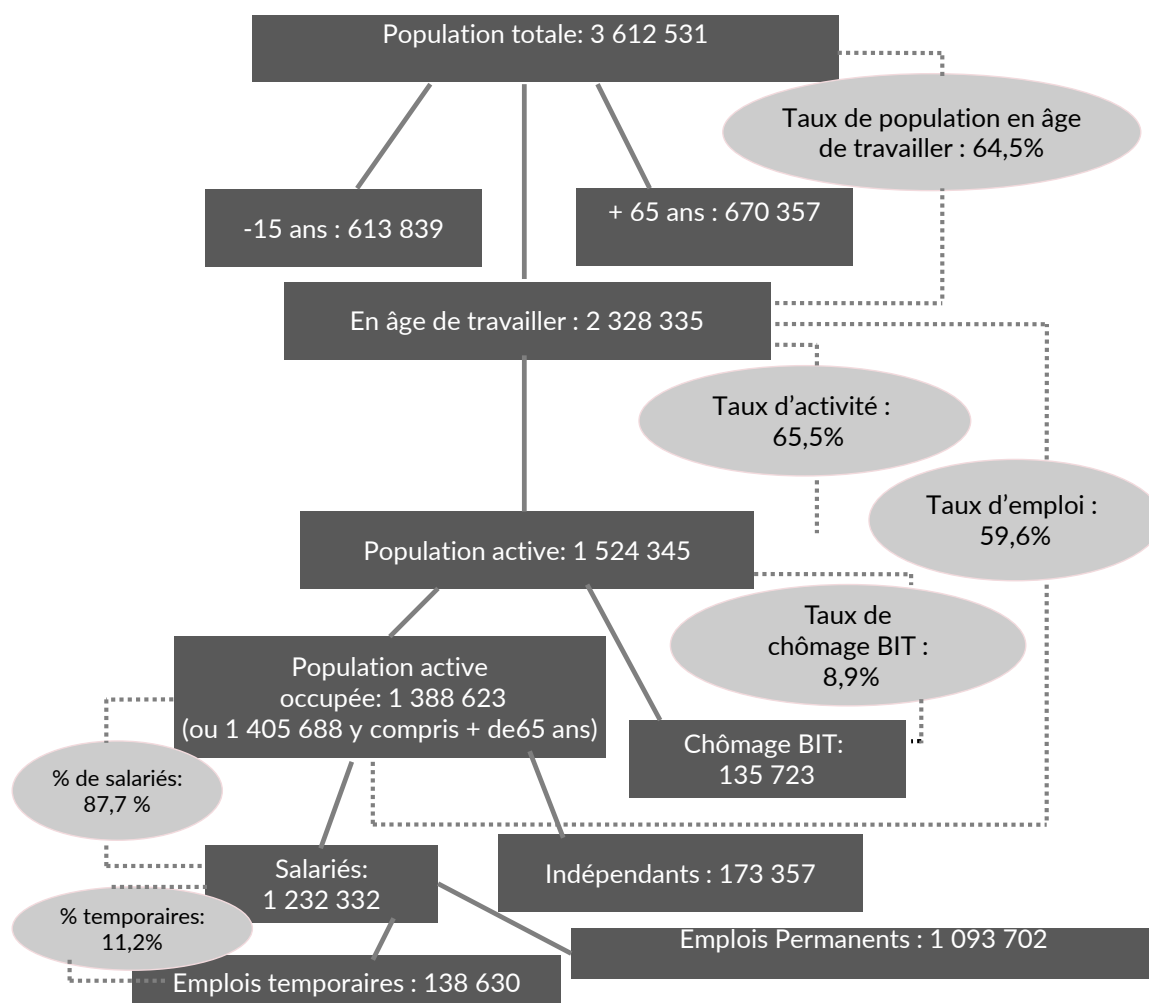 Population totale: 3 612 531
Taux de population en âge
de travailler : 64,5%
-15 ans : 613 839
+ 65 ans : 670 357
En âge de travailler : 2 328 335
Taux d’activité :
65,5%
Taux d’emploi :
59,6%
Population active: 1 524 345
Taux de
chômage BIT :
8,9%
Population active
occupée: 1 388 623
(ou 1 405 688 y compris + de65 ans)
Chômage BIT:
135 723
% de salariés:
87,7 %
Salariés:
1 232 332
Indépendants : 173 357
% temporaires:
11,2%
Emplois Permanents : 1 093 702
Emplois temporaires : 138 630